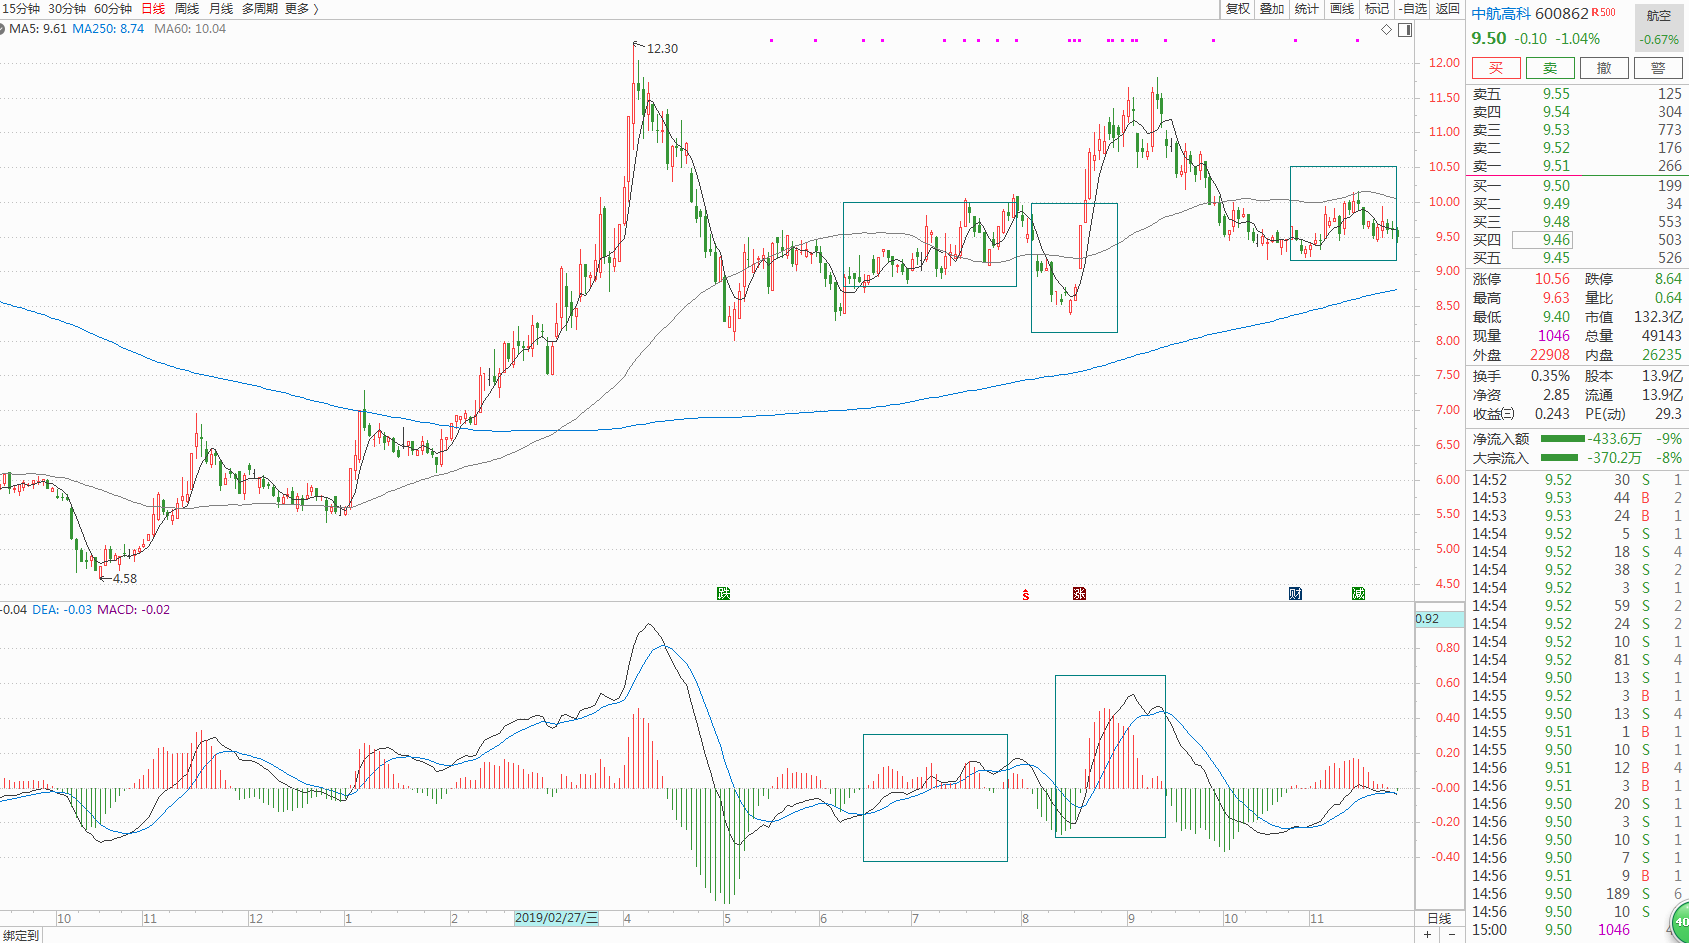 15分钟 30分钟 60分钟 日线 周线 月线 多周期 更多 〉 复权 叠加 统计 画线 标记 -自选 返回
MA5: 9.61 MA250: 8.74 MA60: 10.04
12.30
4.58
12.00
11.50
11.00
10.50
10.00
9.50
9.00
8.50
8.00
7.50
7.00
6.50
6.00
5.50
5.00
4.50
跌 S 涨 财 减
-0.04 DEA: -0.03 MACD: -0.02
0.92
0.80
0.60
0.40
0.20
-0.00
-0.20
-0.40
10 11 12 1 2 2019/02/27/三 4 5 6 7 8 9 10 11 日线
绑定到 + −
中航高科 600862 R500 航空
9.50 -0.10 -1.04% -0.67%
买 卖 撤 警
卖五 9.55 125
卖四 9.54 304
卖三 9.53 773
卖二 9.52 176
卖一 9.51 266
买一 9.50 199
买二 9.49 34
买三 9.48 553
买四 9.46 503
买五 9.45 526
涨停 10.56 跌停 8.64
最高 9.63 量比 0.64
最低 9.40 市值 132.3亿
现量 1046 总量 49143
外盘 22908 内盘 26235
换手 0.35% 股本 13.9亿
净资 2.85 流通 13.9亿
收益㈢ 0.243 PE(动) 29.3
净流入额 -433.6万 -9%
大宗流入 -370.2万 -8%
14:52 9.52 30 S 1
14:53 9.53 44 B 2
14:53 9.53 24 B 1
14:54 9.52 5 S 1
14:54 9.52 18 S 4
14:54 9.52 38 S 2
14:54 9.52 3 S 1
14:54 9.52 59 S 2
14:54 9.52 24 S 2
14:54 9.52 10 S 1
14:54 9.52 81 S 4
14:54 9.50 13 S 1
14:55 9.52 3 B 1
14:55 9.50 13 S 4
14:55 9.51 1 B 1
14:55 9.50 10 S 1
14:56 9.51 12 B 4
14:56 9.51 3 B 1
14:56 9.50 20 S 1
14:56 9.50 3 S 1
14:56 9.50 10 S 1
14:56 9.50 7 S 1
14:56 9.51 9 B 1
14:56 9.50 189 S 6
14:56 9.50 10 S
15:00 9.50 1046
40